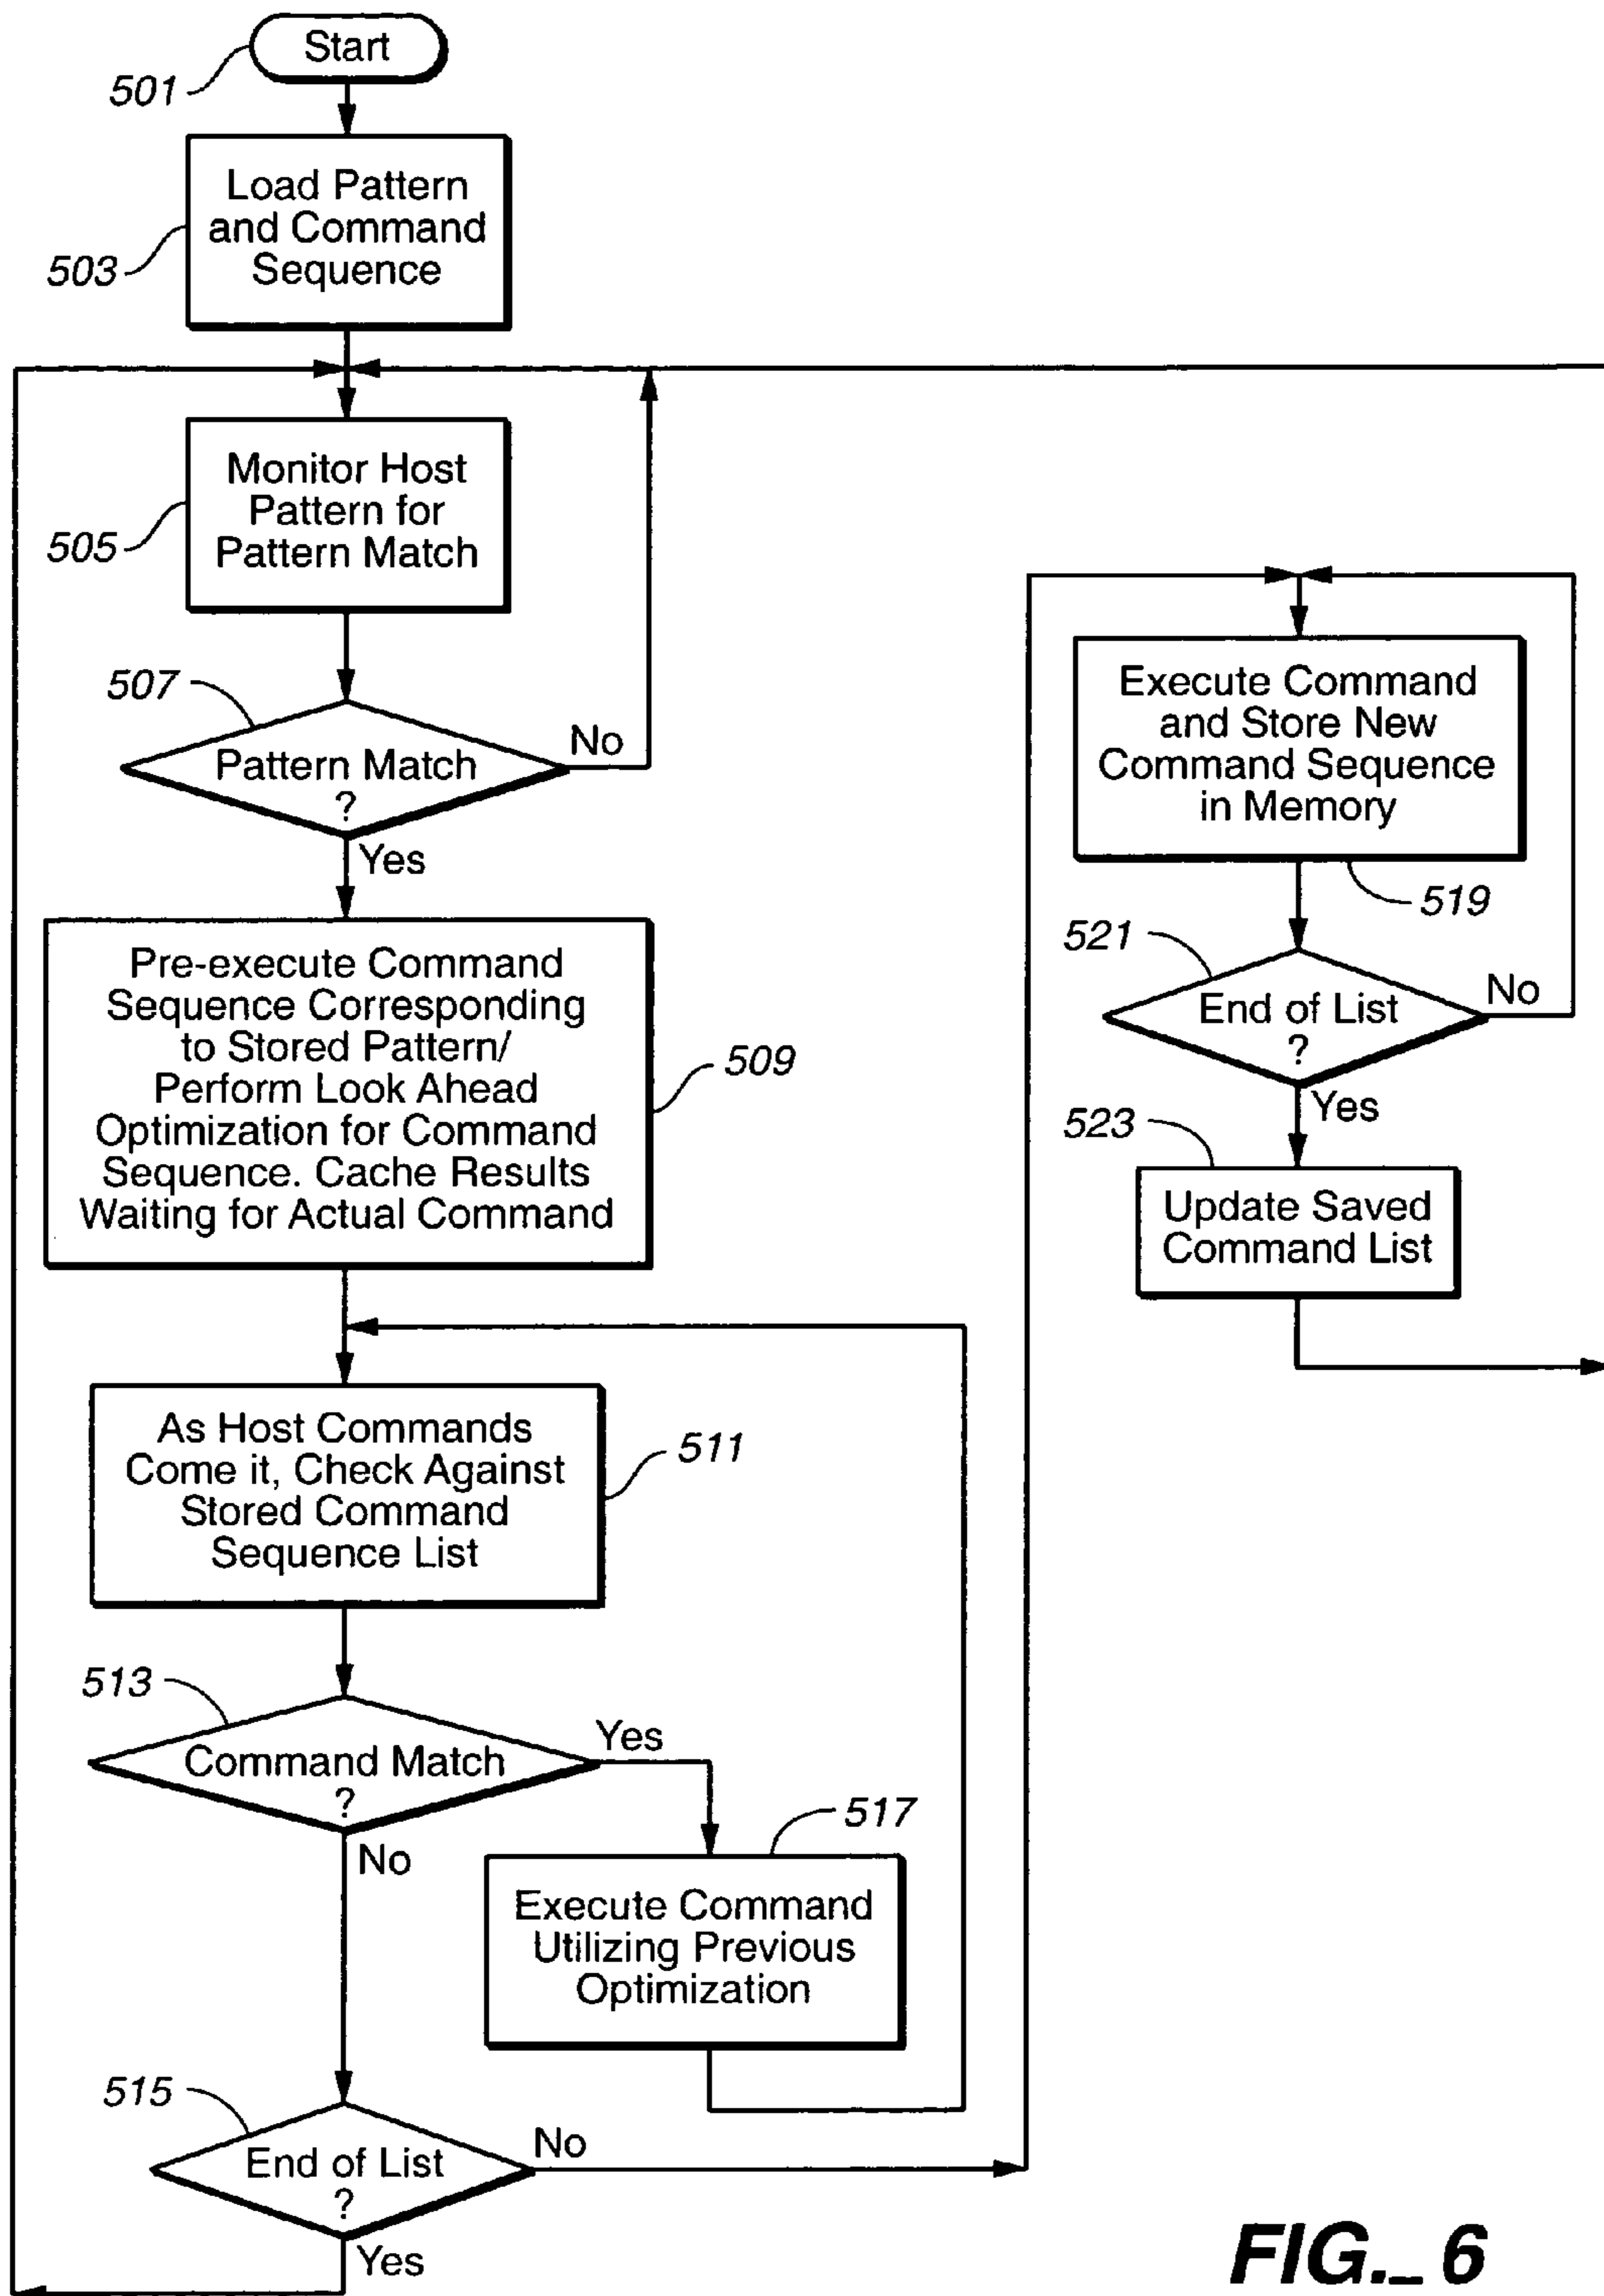 Start
501
Load Pattern
and Command
Sequence
503
Monitor Host
Pattern for
Pattern Match
505
507
Pattern Match
?
No
Yes
Pre-execute Command
Sequence Corresponding
to Stored Pattern/
Perform Look Ahead
Optimization for Command
Sequence. Cache Results
Waiting for Actual Command
509
As Host Commands
Come it, Check Against
Stored Command
Sequence List
511
513
Command Match
?
Yes
No
517
Execute Command
Utilizing Previous
Optimization
515
End of List
?
No
Yes
Execute Command
and Store New
Command Sequence
in Memory
519
521
End of List
?
No
Yes
523
Update Saved
Command List
FIG._ 6